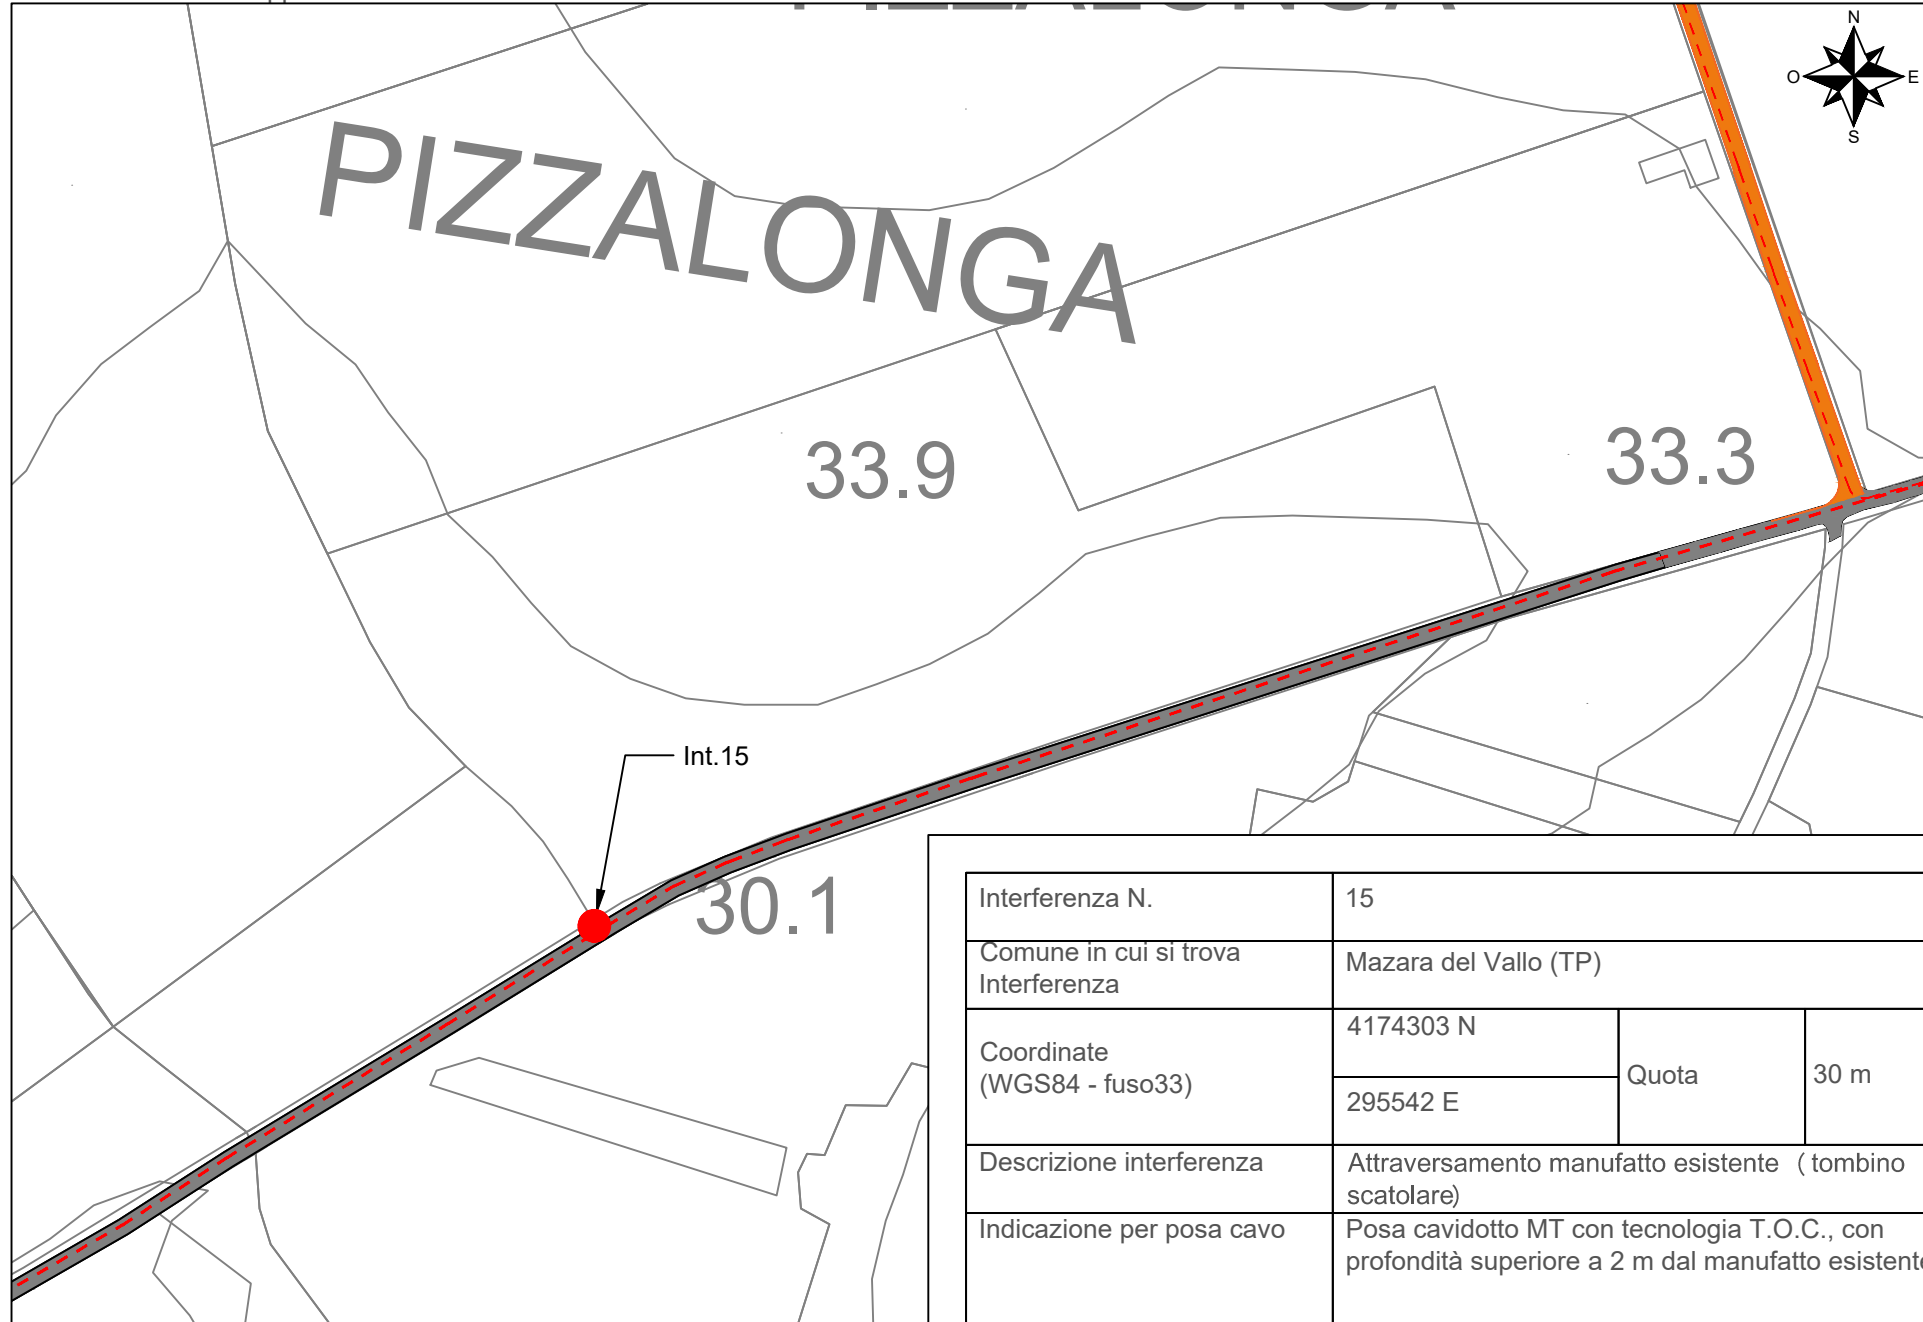 PIZZALONGA
N
O
E
S
PIZZALONGA
33.9
33.3
Int.15
30.1
Interferenza N.
15
Comune in cui si trova
Interferenza
Mazara del Vallo (TP)
Coordinate
(WGS84 - fuso33)
4174303 N
295542 E
Quota
30 m
Descrizione interferenza
Attraversamento manufatto esistente (tombino
scatolare)
Indicazione per posa cavo
Posa cavidotto MT con tecnologia T.O.C., con
profondità superiore a 2 m dal manufatto esistente